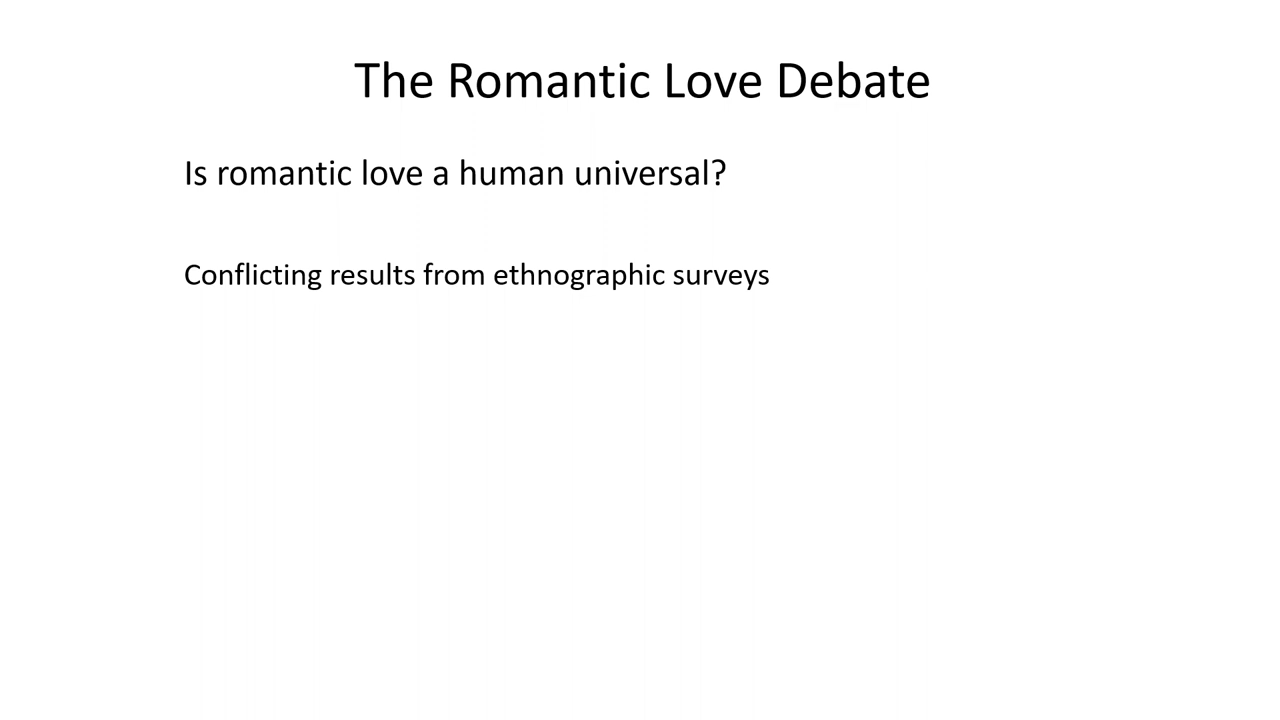 The Romantic Love Debate
Is romantic love a human universal?
Conflicting results from ethnographic surveys